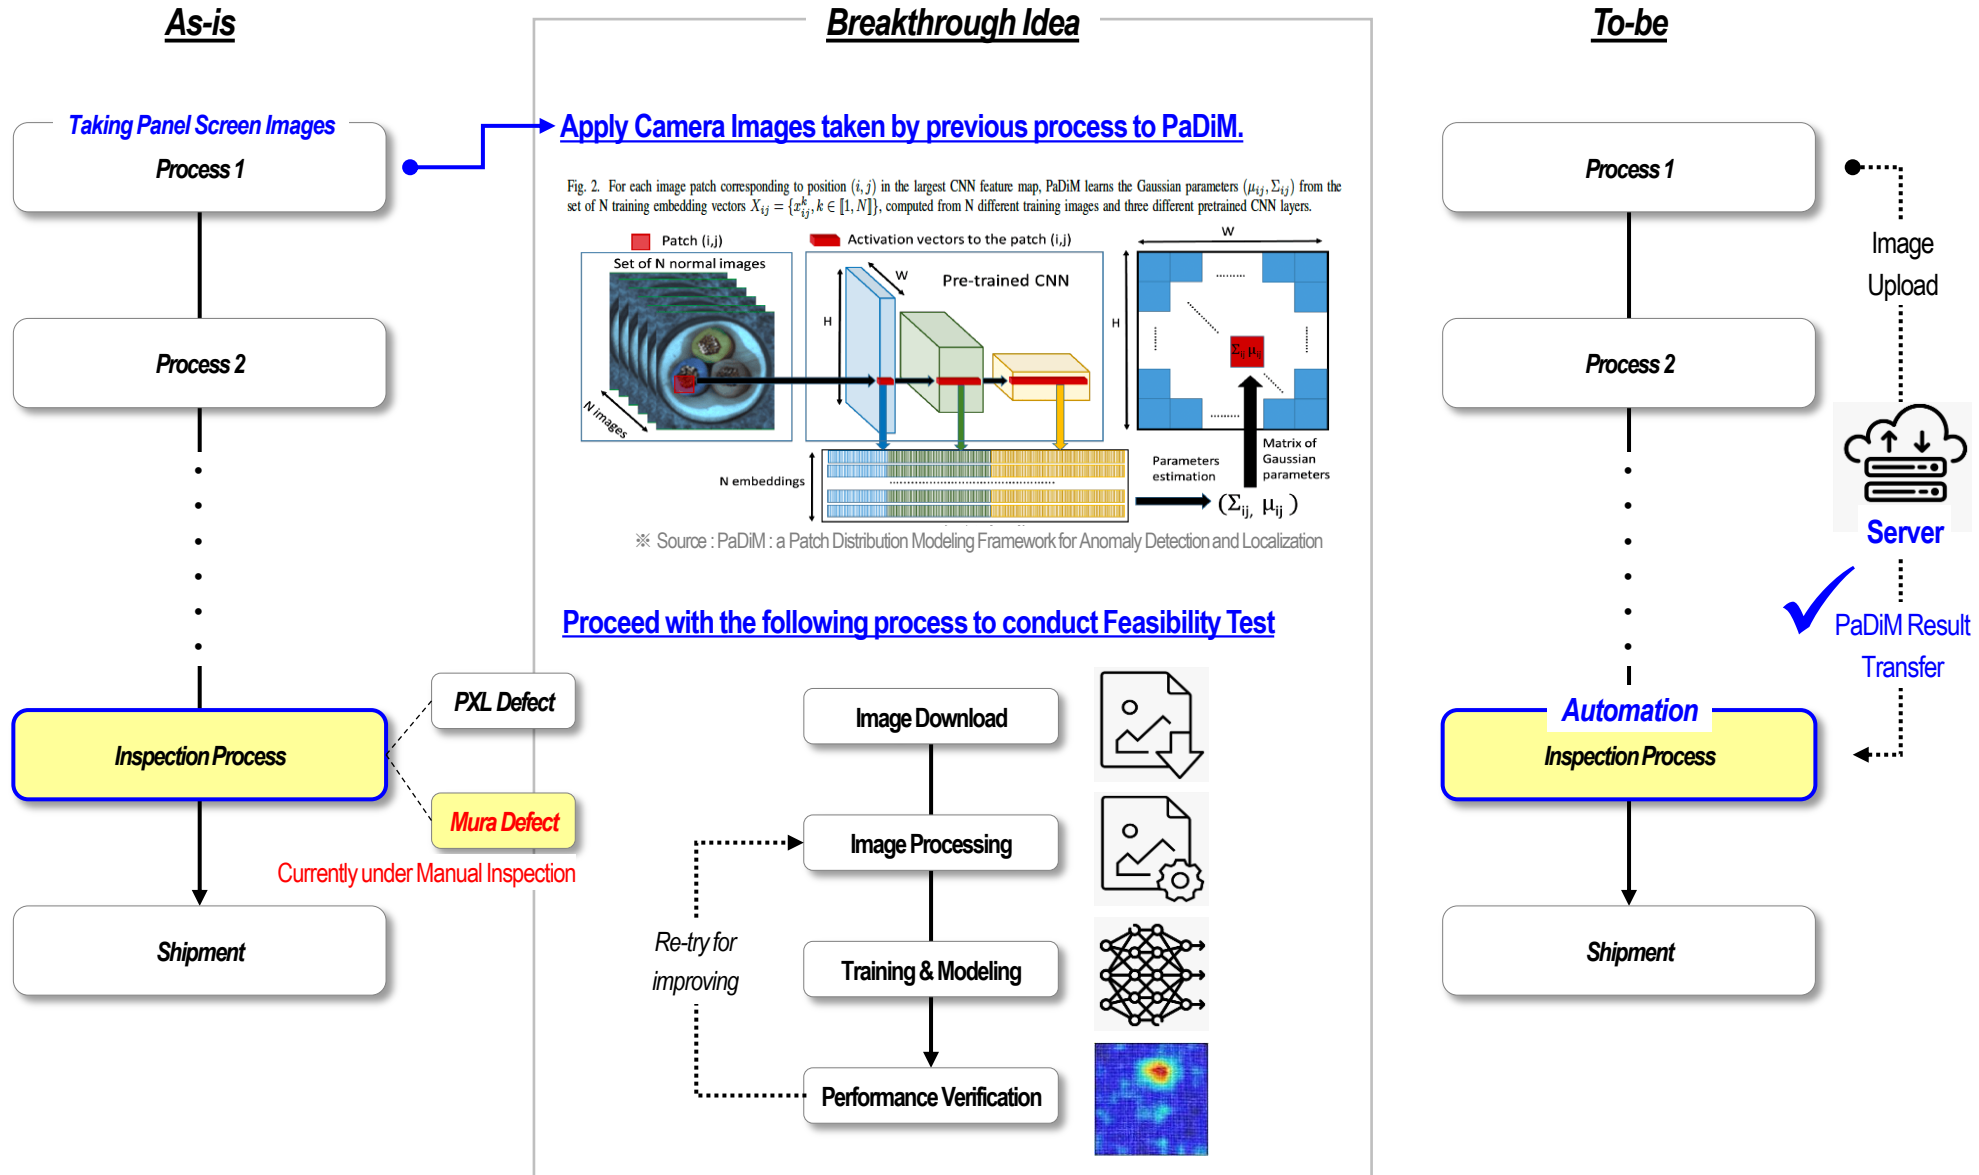 As-is
Taking Panel Screen Images
Process 1
Process 2
Inspection Process
PXL Defect
Mura Defect
Currently under Manual Inspection
Shipment
Breakthrough Idea
Apply Camera Images taken by previous process to PaDiM.
Fig. 2. For each image patch corresponding to position (i, j) in the largest CNN feature map, PaDiM learns the Gaussian parameters (μij, Σij) from the
set of N training embedding vectors Xij = {x^k_ij, k ∈ ⟦1, N⟧}, computed from N different training images and three different pretrained CNN layers.
Patch (i,j)
Activation vectors to the patch (i,j)
Set of N normal images
N images
Pre-trained CNN
W
H
W
H
Σij μij
N embeddings
Parameters
estimation
Matrix of
Gaussian
parameters
(Σij, μij )
※ Source : PaDiM : a Patch Distribution Modeling Framework for Anomaly Detection and Localization
Proceed with the following process to conduct Feasibility Test
Image Download
Image Processing
Training & Modeling
Performance Verification
Re-try for
improving
To-be
Process 1
Process 2
Image
Upload
Server
PaDiM Result
Transfer
Automation
Inspection Process
Shipment